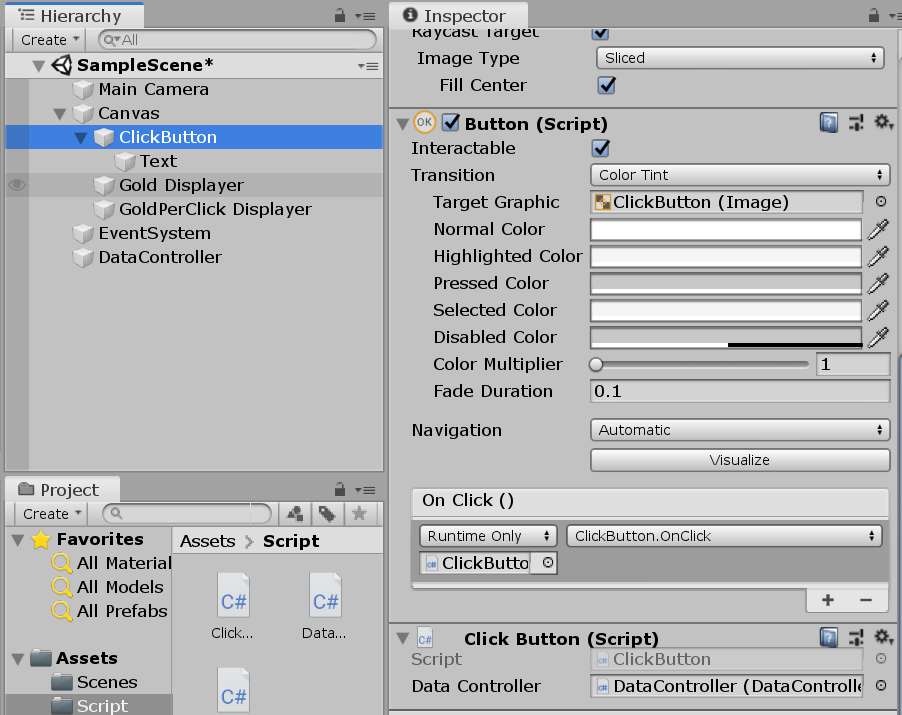 Hierarchy
Create
All
SampleScene*
Main Camera
Canvas
ClickButton
Text
Gold Displayer
GoldPerClick Displayer
EventSystem
DataController
Project
Create
Favorites
All Material
All Models
All Prefabs
Assets
Scenes
Script
Assets > Script
C#
C#
Click...
Data...
C#
Inspector
Raycast Target
Image Type
Sliced
Fill Center
OK
Button (Script)
Interactable
Transition
Color Tint
Target Graphic
ClickButton (Image)
Normal Color
Highlighted Color
Pressed Color
Selected Color
Disabled Color
Color Multiplier
1
Fade Duration
0.1
Navigation
Automatic
Visualize
On Click ()
Runtime Only
ClickButton.OnClick
ClickButto
C#
Click Button (Script)
Script
ClickButton
Data Controller
DataController (DataControlle